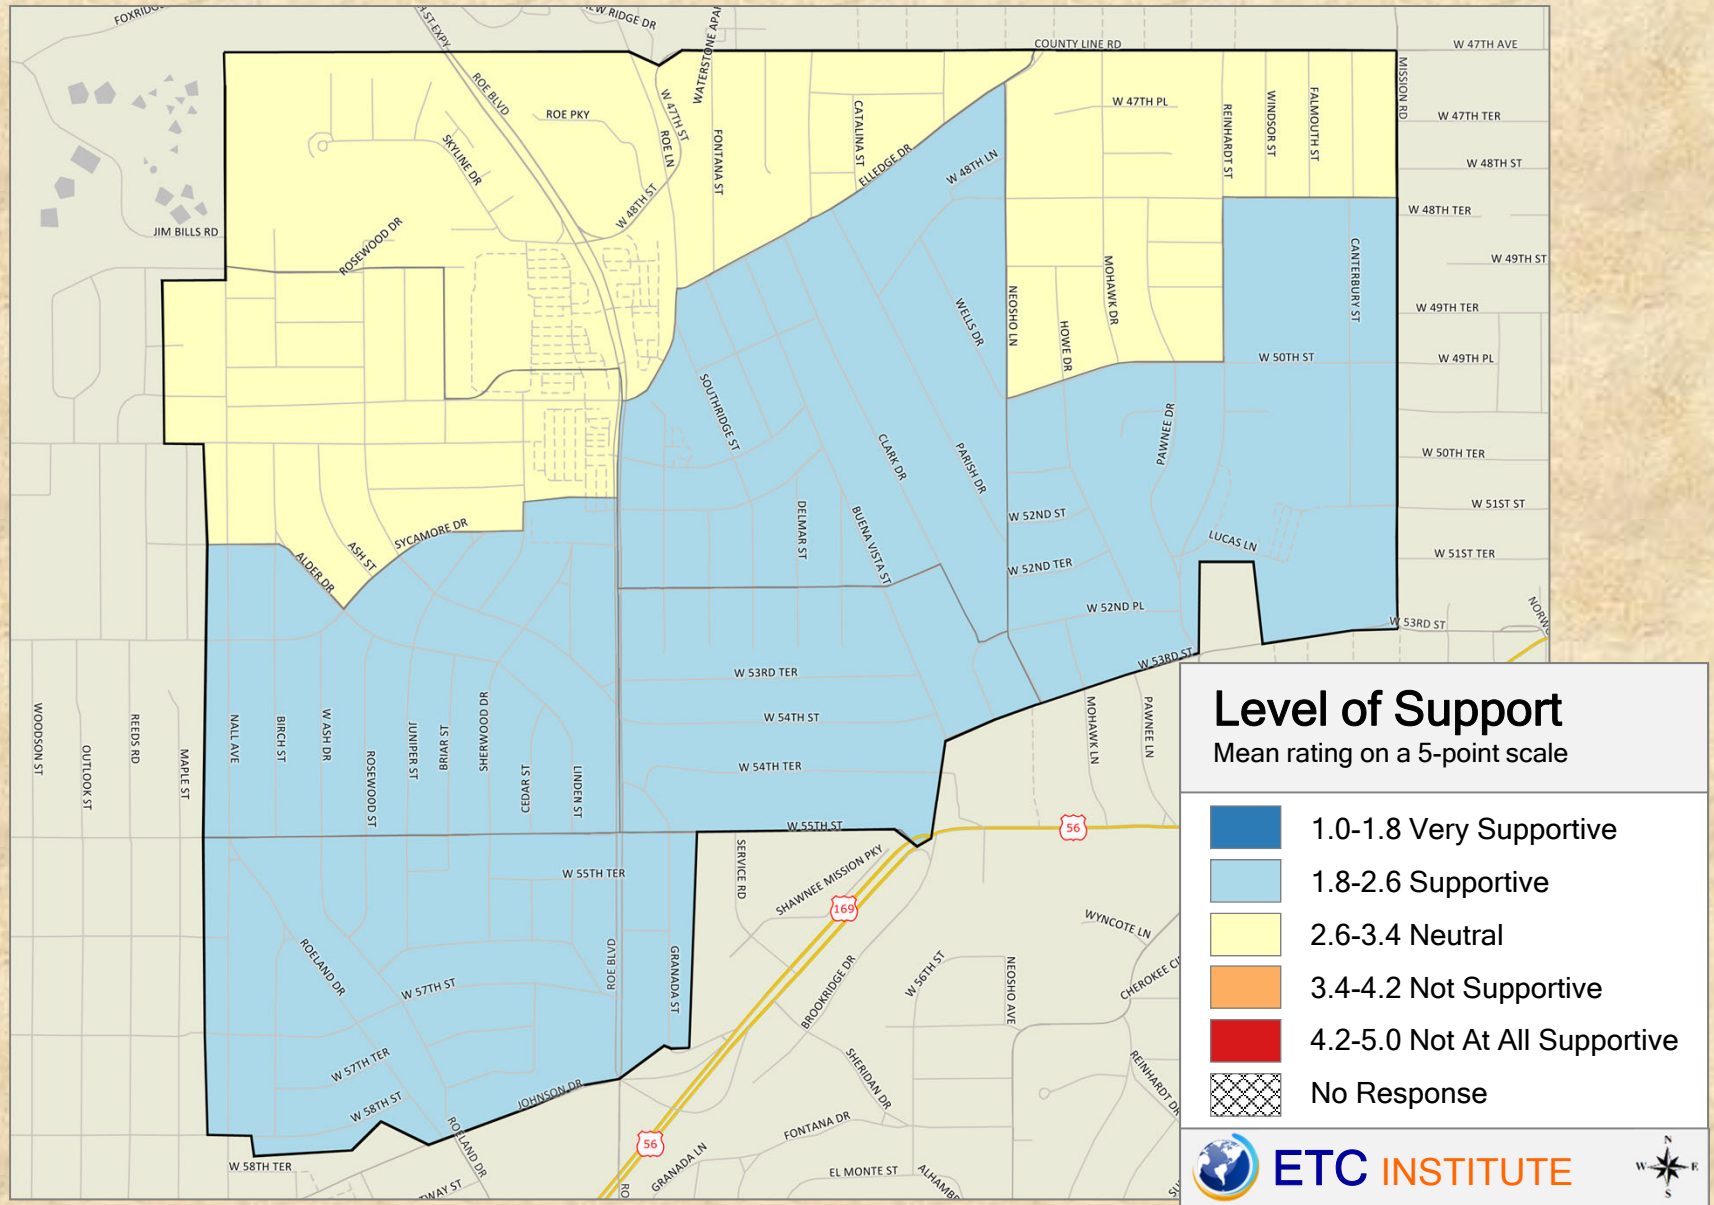 FOXRIDGE
ROE BLVD
ROE PKY
SKYLINE DR
W 47TH ST
ROE LN
W 48TH ST
FONTANA ST
CATALINA ST
ELLEDGE DR
COUNTY LINE RD
W 47TH AVE
MISSION RD
W 47TH PL
REINHARDT ST
WINDSOR ST
FALMOUTH ST
W 47TH TER
W 48TH ST
W 48TH LN
W 48TH TER
JIM BILLS RD
ROSEWOOD DR
W 49TH ST
CANTERBURY ST
MOHAWK DR
NEOSHO LN
HOWE DR
WELLS DR
W 49TH TER
W 50TH ST
W 49TH PL
SOUTHRIDGE ST
CLARK DR
PARISH DR
PAWNEE DR
W 50TH TER
W 51ST ST
DELMAR ST
BUENA VISTA ST
W 52ND ST
LUCAS LN
W 51ST TER
SYCAMORE DR
ASH ST
ALDER DR
W 52ND TER
W 52ND PL
W 53RD ST
W 53RD ST
W 53RD TER
W 54TH ST
W 54TH TER
W 55TH ST
WOODSON ST
OUTLOOK ST
REEDS RD
MAPLE ST
NALL AVE
BIRCH ST
W ASH DR
ROSEWOOD ST
JUNIPER ST
BRIAR ST
SHERWOOD DR
CEDAR ST
LINDEN ST
MOHAWK LN
PAWNEE LN
56
SERVICE RD
SHAWNEE MISSION PKY
169
W 55TH TER
ROELAND DR
ROE BLVD
GRANADA ST
W 57TH ST
BROOKRIDGE DR
W 56TH ST
NEOSHO AVE
WYNCOTE LN
CHEROKEE CI
W 57TH TER
W 58TH ST
JOHNSON DR
SHERIDAN DR
REINHARDT DR
ROELAND DR
W 58TH TER
56
GRANADA LN
FONTANA DR
EL MONTE ST
Level of Support
Mean rating on a 5-point scale
1.0-1.8 Very Supportive
1.8-2.6 Supportive
2.6-3.4 Neutral
3.4-4.2 Not Supportive
4.2-5.0 Not At All Supportive
No Response
ETC INSTITUTE
N
W E
S